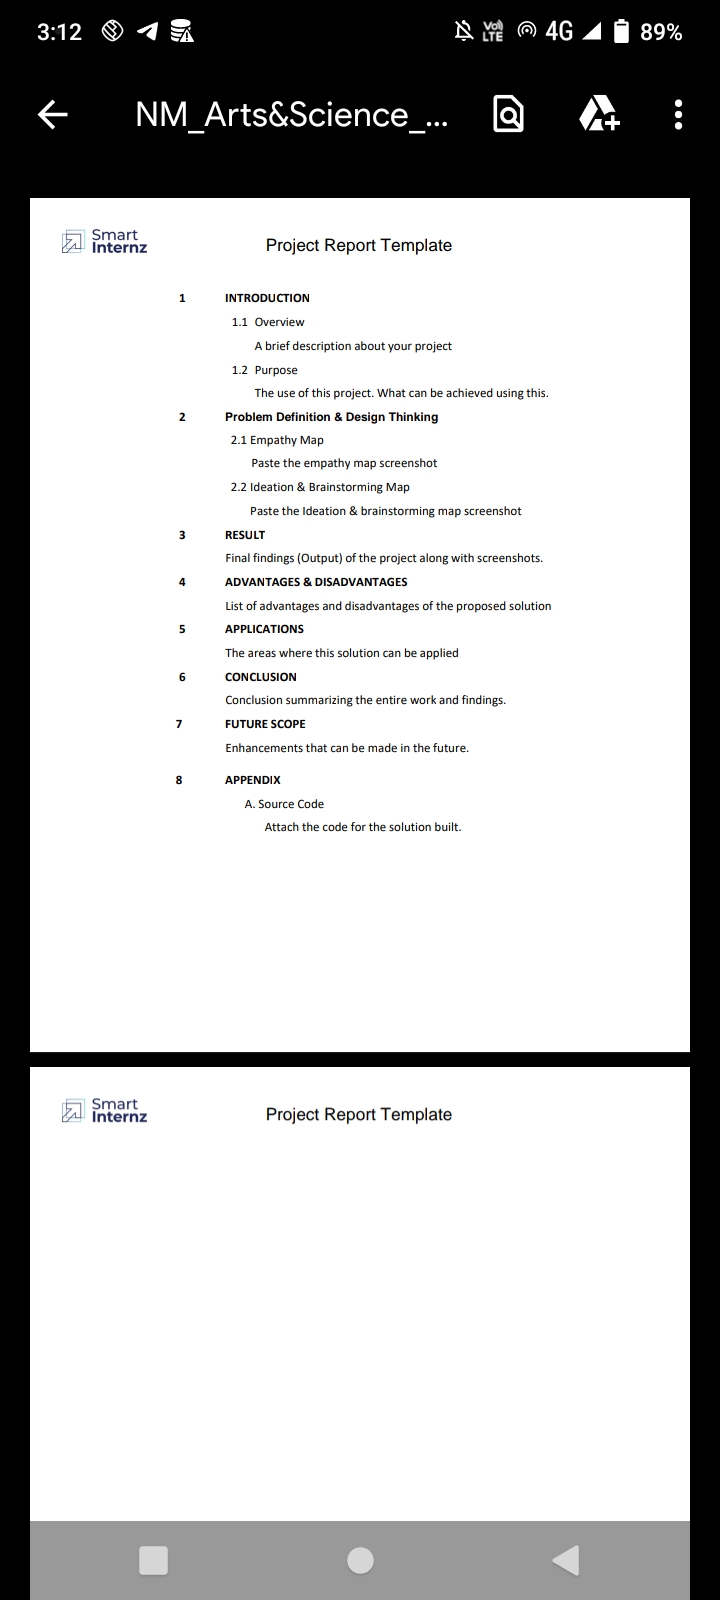 3:12 Vo) LTE 4G 89%
NM_Arts&Science_...
Smart
Internz
Project Report Template
1 INTRODUCTION
1.1 Overview
A brief description about your project
1.2 Purpose
The use of this project. What can be achieved using this.
2 Problem Definition & Design Thinking
2.1 Empathy Map
Paste the empathy map screenshot
2.2 Ideation & Brainstorming Map
Paste the Ideation & brainstorming map screenshot
3 RESULT
Final findings (Output) of the project along with screenshots.
4 ADVANTAGES & DISADVANTAGES
List of advantages and disadvantages of the proposed solution
5 APPLICATIONS
The areas where this solution can be applied
6 CONCLUSION
Conclusion summarizing the entire work and findings.
7 FUTURE SCOPE
Enhancements that can be made in the future.
8 APPENDIX
A. Source Code
Attach the code for the solution built.
Smart
Internz
Project Report Template